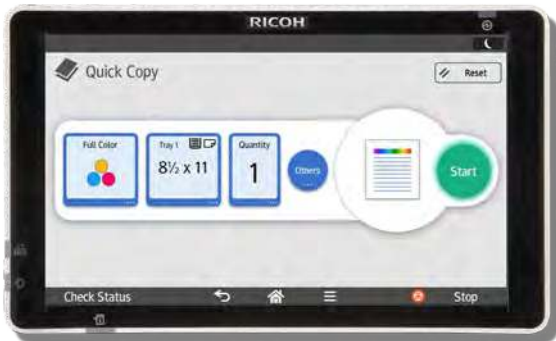 RICOH
Quick Copy
Reset
Full Color
Tray 1
8½ x 11
Quantity
1
Others
Start
Check Status
Stop